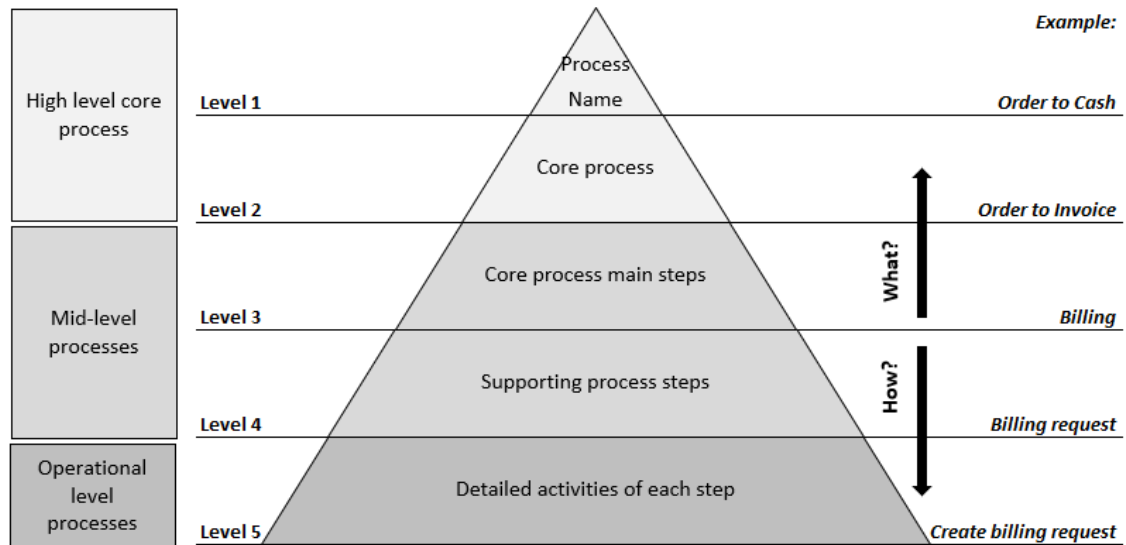 Example:
High level core
process
Process
Name
Level 1
Order to Cash
Core process
Level 2
Order to Invoice
Mid-level
processes
Core process main steps
What?
Level 3
Billing
Supporting process steps
How?
Level 4
Billing request
Operational
level
processes
Detailed activities of each step
Level 5
Create billing request